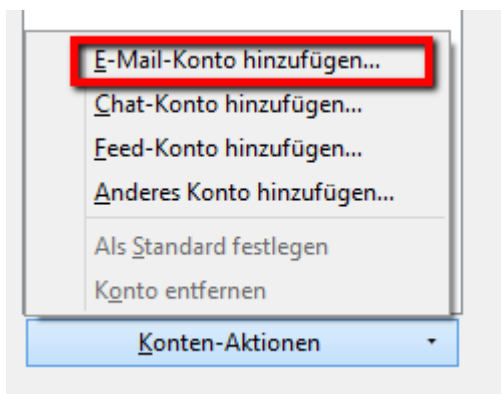 E-Mail-Konto hinzufügen...
Chat-Konto hinzufügen...
Feed-Konto hinzufügen...
Anderes Konto hinzufügen...
Als Standard festlegen
Konto entfernen
Konten-Aktionen